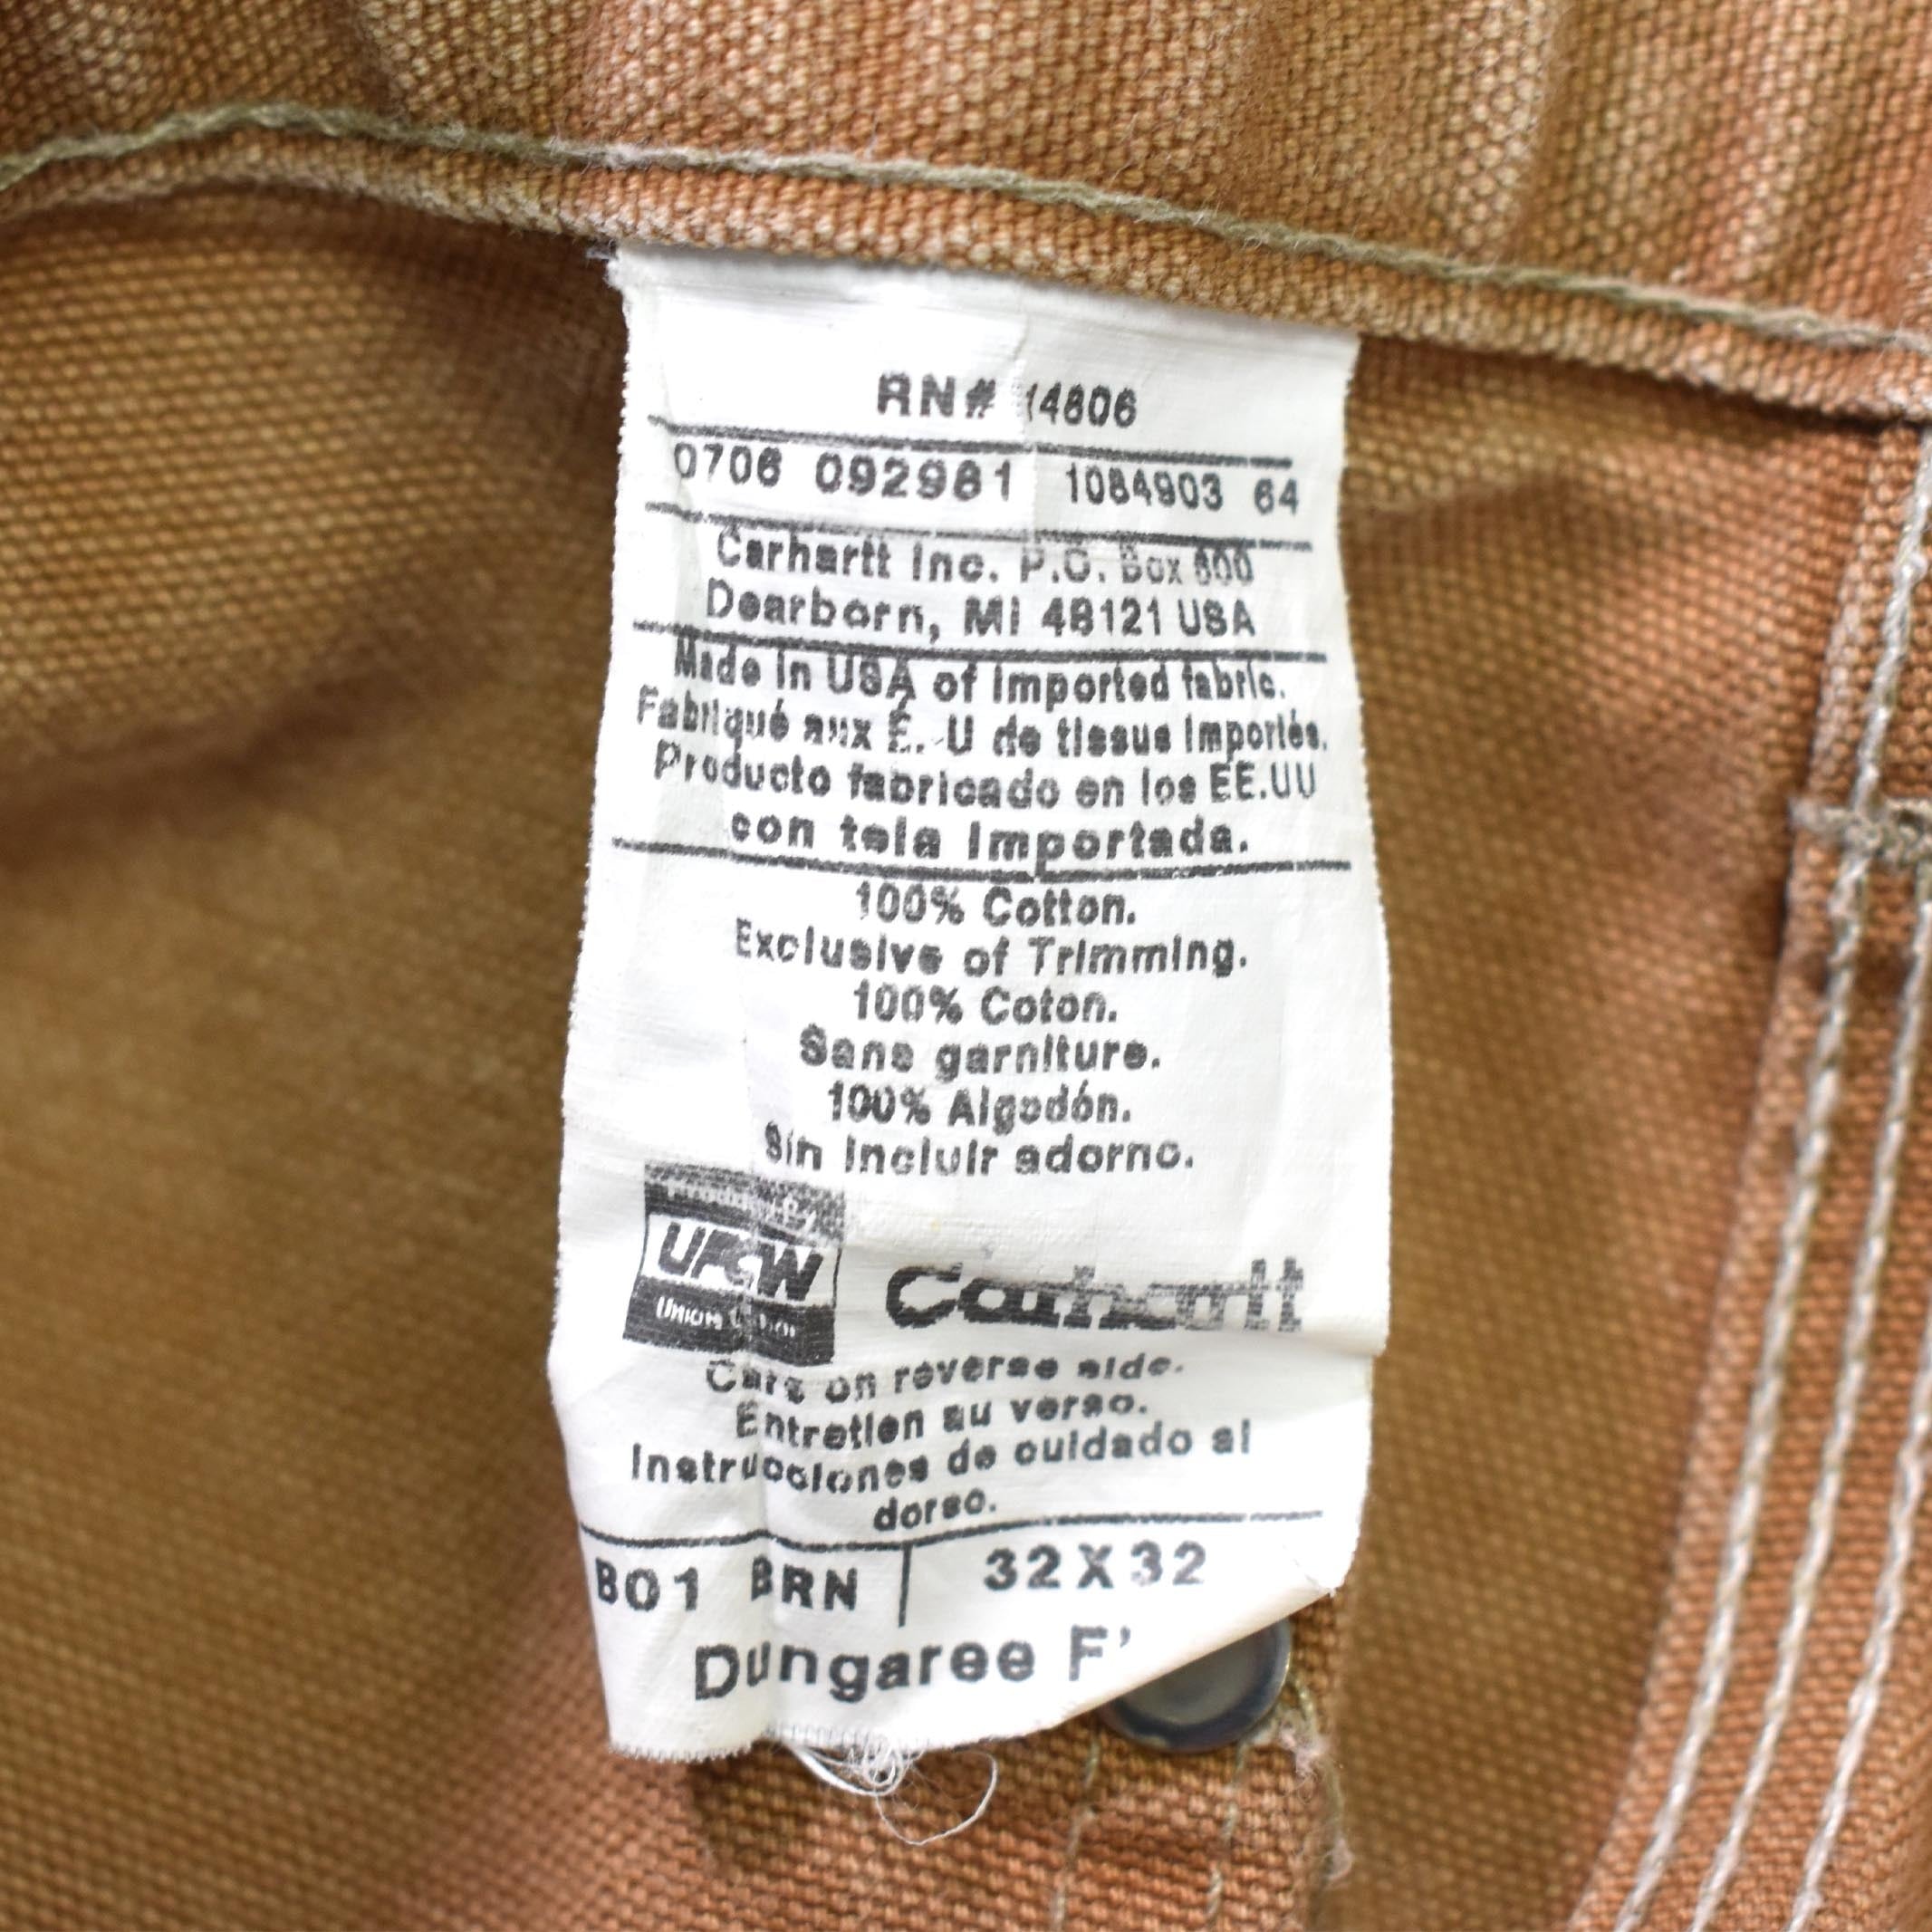 RN# 14806
0706 092981 1084903 64
Carhartt Inc. P.O. Box 600
Dearborn, MI 48121 USA
Made in USA of imported fabric.
Fabriqué aux É.-U de tissus importés.
Producto fabricado en los EE.UU
con tela importada.
100% Cotton.
Exclusive of Trimming.
100% Coton.
Sans garniture.
100% Algodón.
Sin incluir adorno.
UFCW
Union Label
Carhartt
Care on reverse side.
Entretien au verso.
Instrucciones de cuidado al
dorso.
B01 BRN 32X32
Dungaree F'